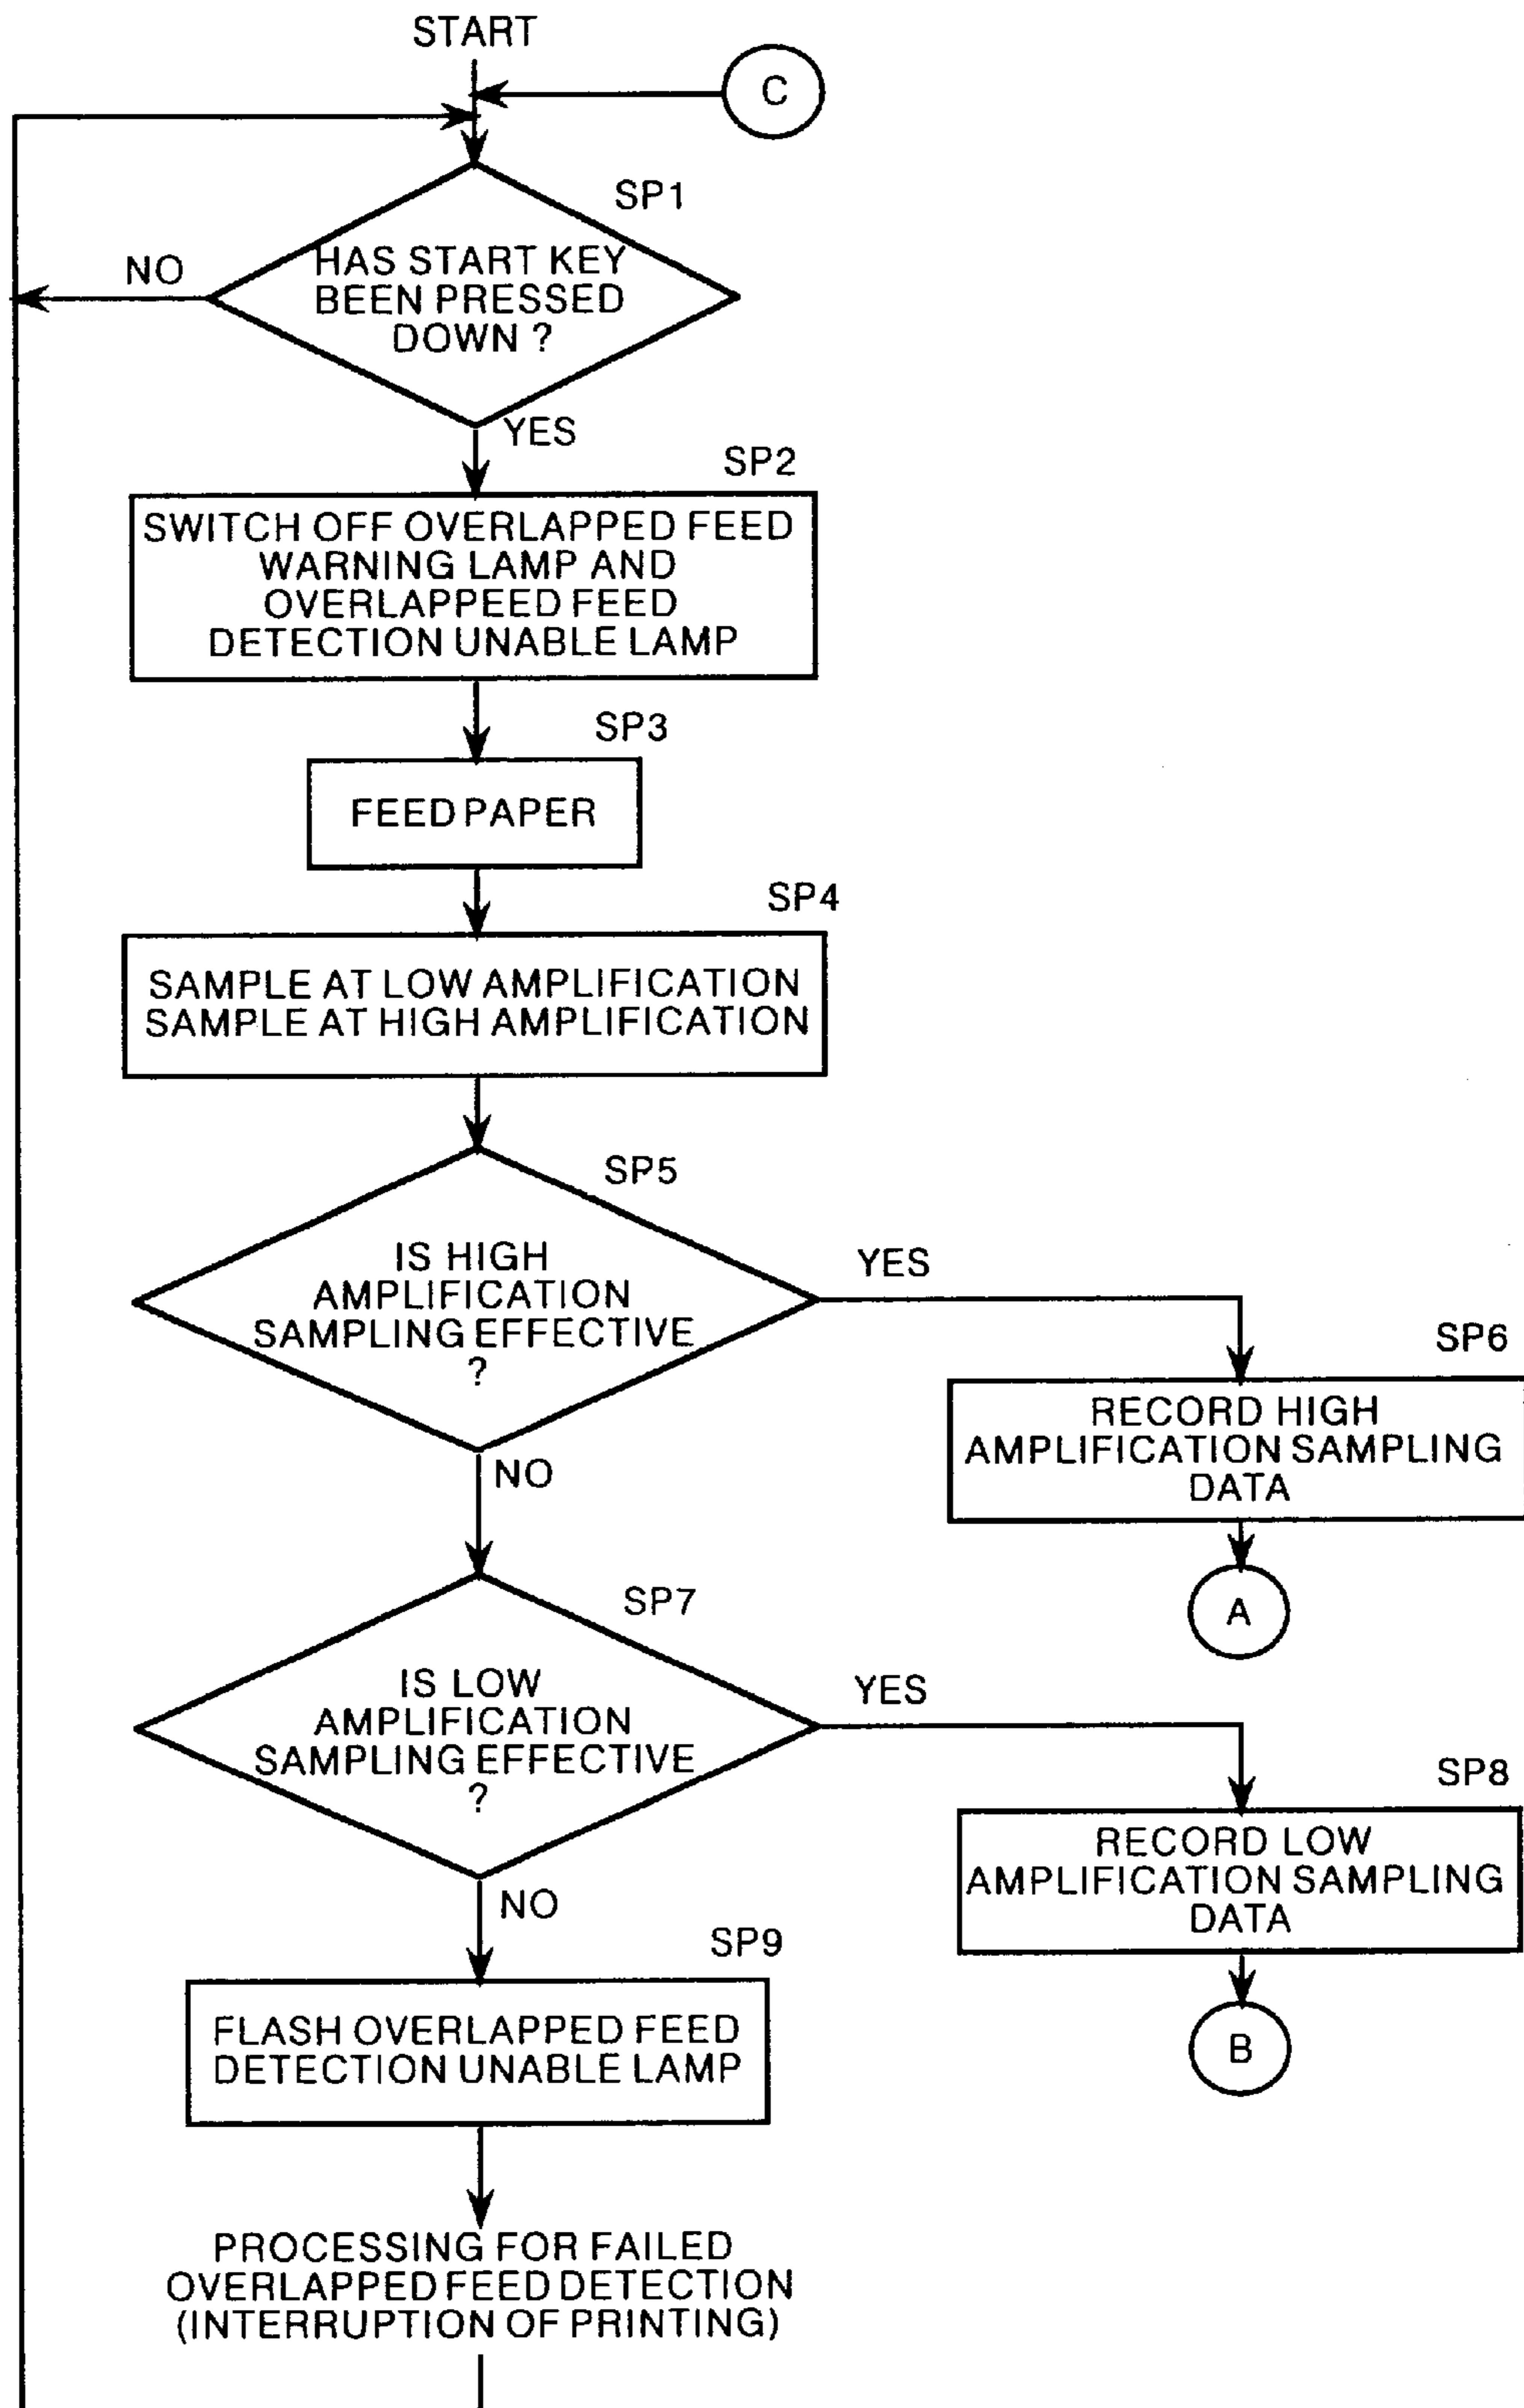 START
C
SP1
HAS START KEY
BEEN PRESSED
DOWN ?
NO
YES
SP2
SWITCH OFF OVERLAPPED FEED
WARNING LAMP AND
OVERLAPPEED FEED
DETECTION UNABLE LAMP
SP3
FEED PAPER
SP4
SAMPLE AT LOW AMPLIFICATION
SAMPLE AT HIGH AMPLIFICATION
SP5
IS HIGH
AMPLIFICATION
SAMPLING EFFECTIVE
?
YES
SP6
RECORD HIGH
AMPLIFICATION SAMPLING
DATA
A
NO
SP7
IS LOW
AMPLIFICATION
SAMPLING EFFECTIVE
?
YES
SP8
RECORD LOW
AMPLIFICATION SAMPLING
DATA
B
NO
SP9
FLASH OVERLAPPED FEED
DETECTION UNABLE LAMP
PROCESSING FOR FAILED
OVERLAPPED FEED DETECTION
(INTERRUPTION OF PRINTING)